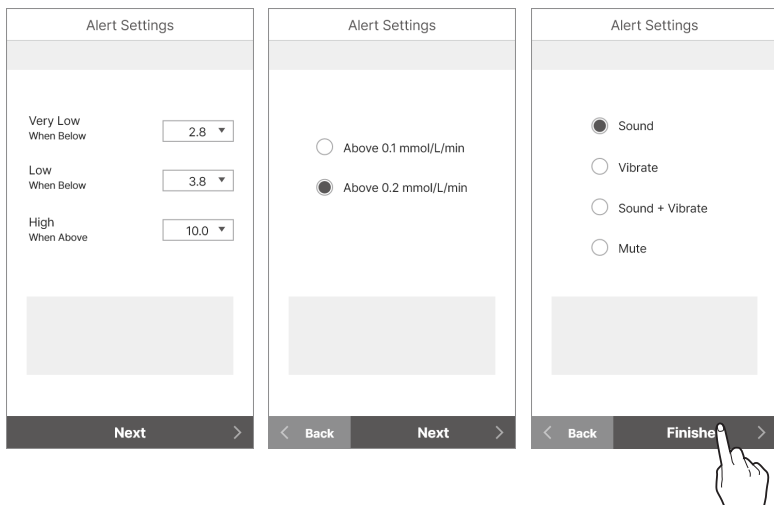 Alert Settings
Very Low
When Below
2.8
Low
When Below
3.8
High
When Above
10.0
Next
Alert Settings
Above 0.1 mmol/L/min
Above 0.2 mmol/L/min
Back
Next
Alert Settings
Sound
Vibrate
Sound + Vibrate
Mute
Back
Finishe